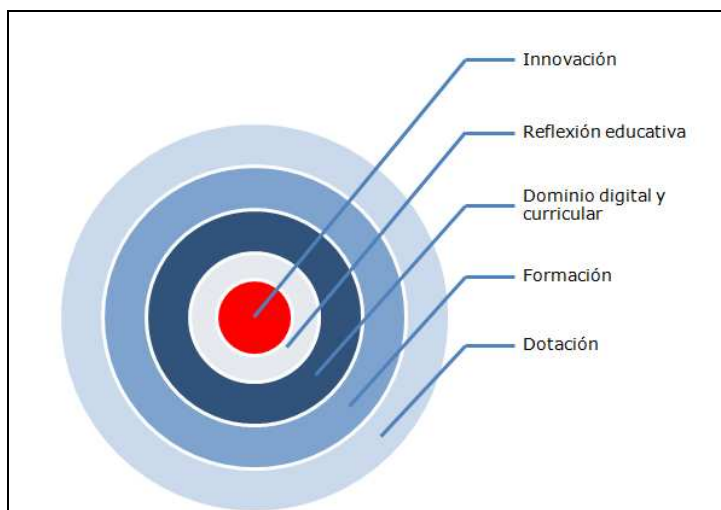 Innovación
Reflexión educativa
Dominio digital y
curricular
Formación
Dotación